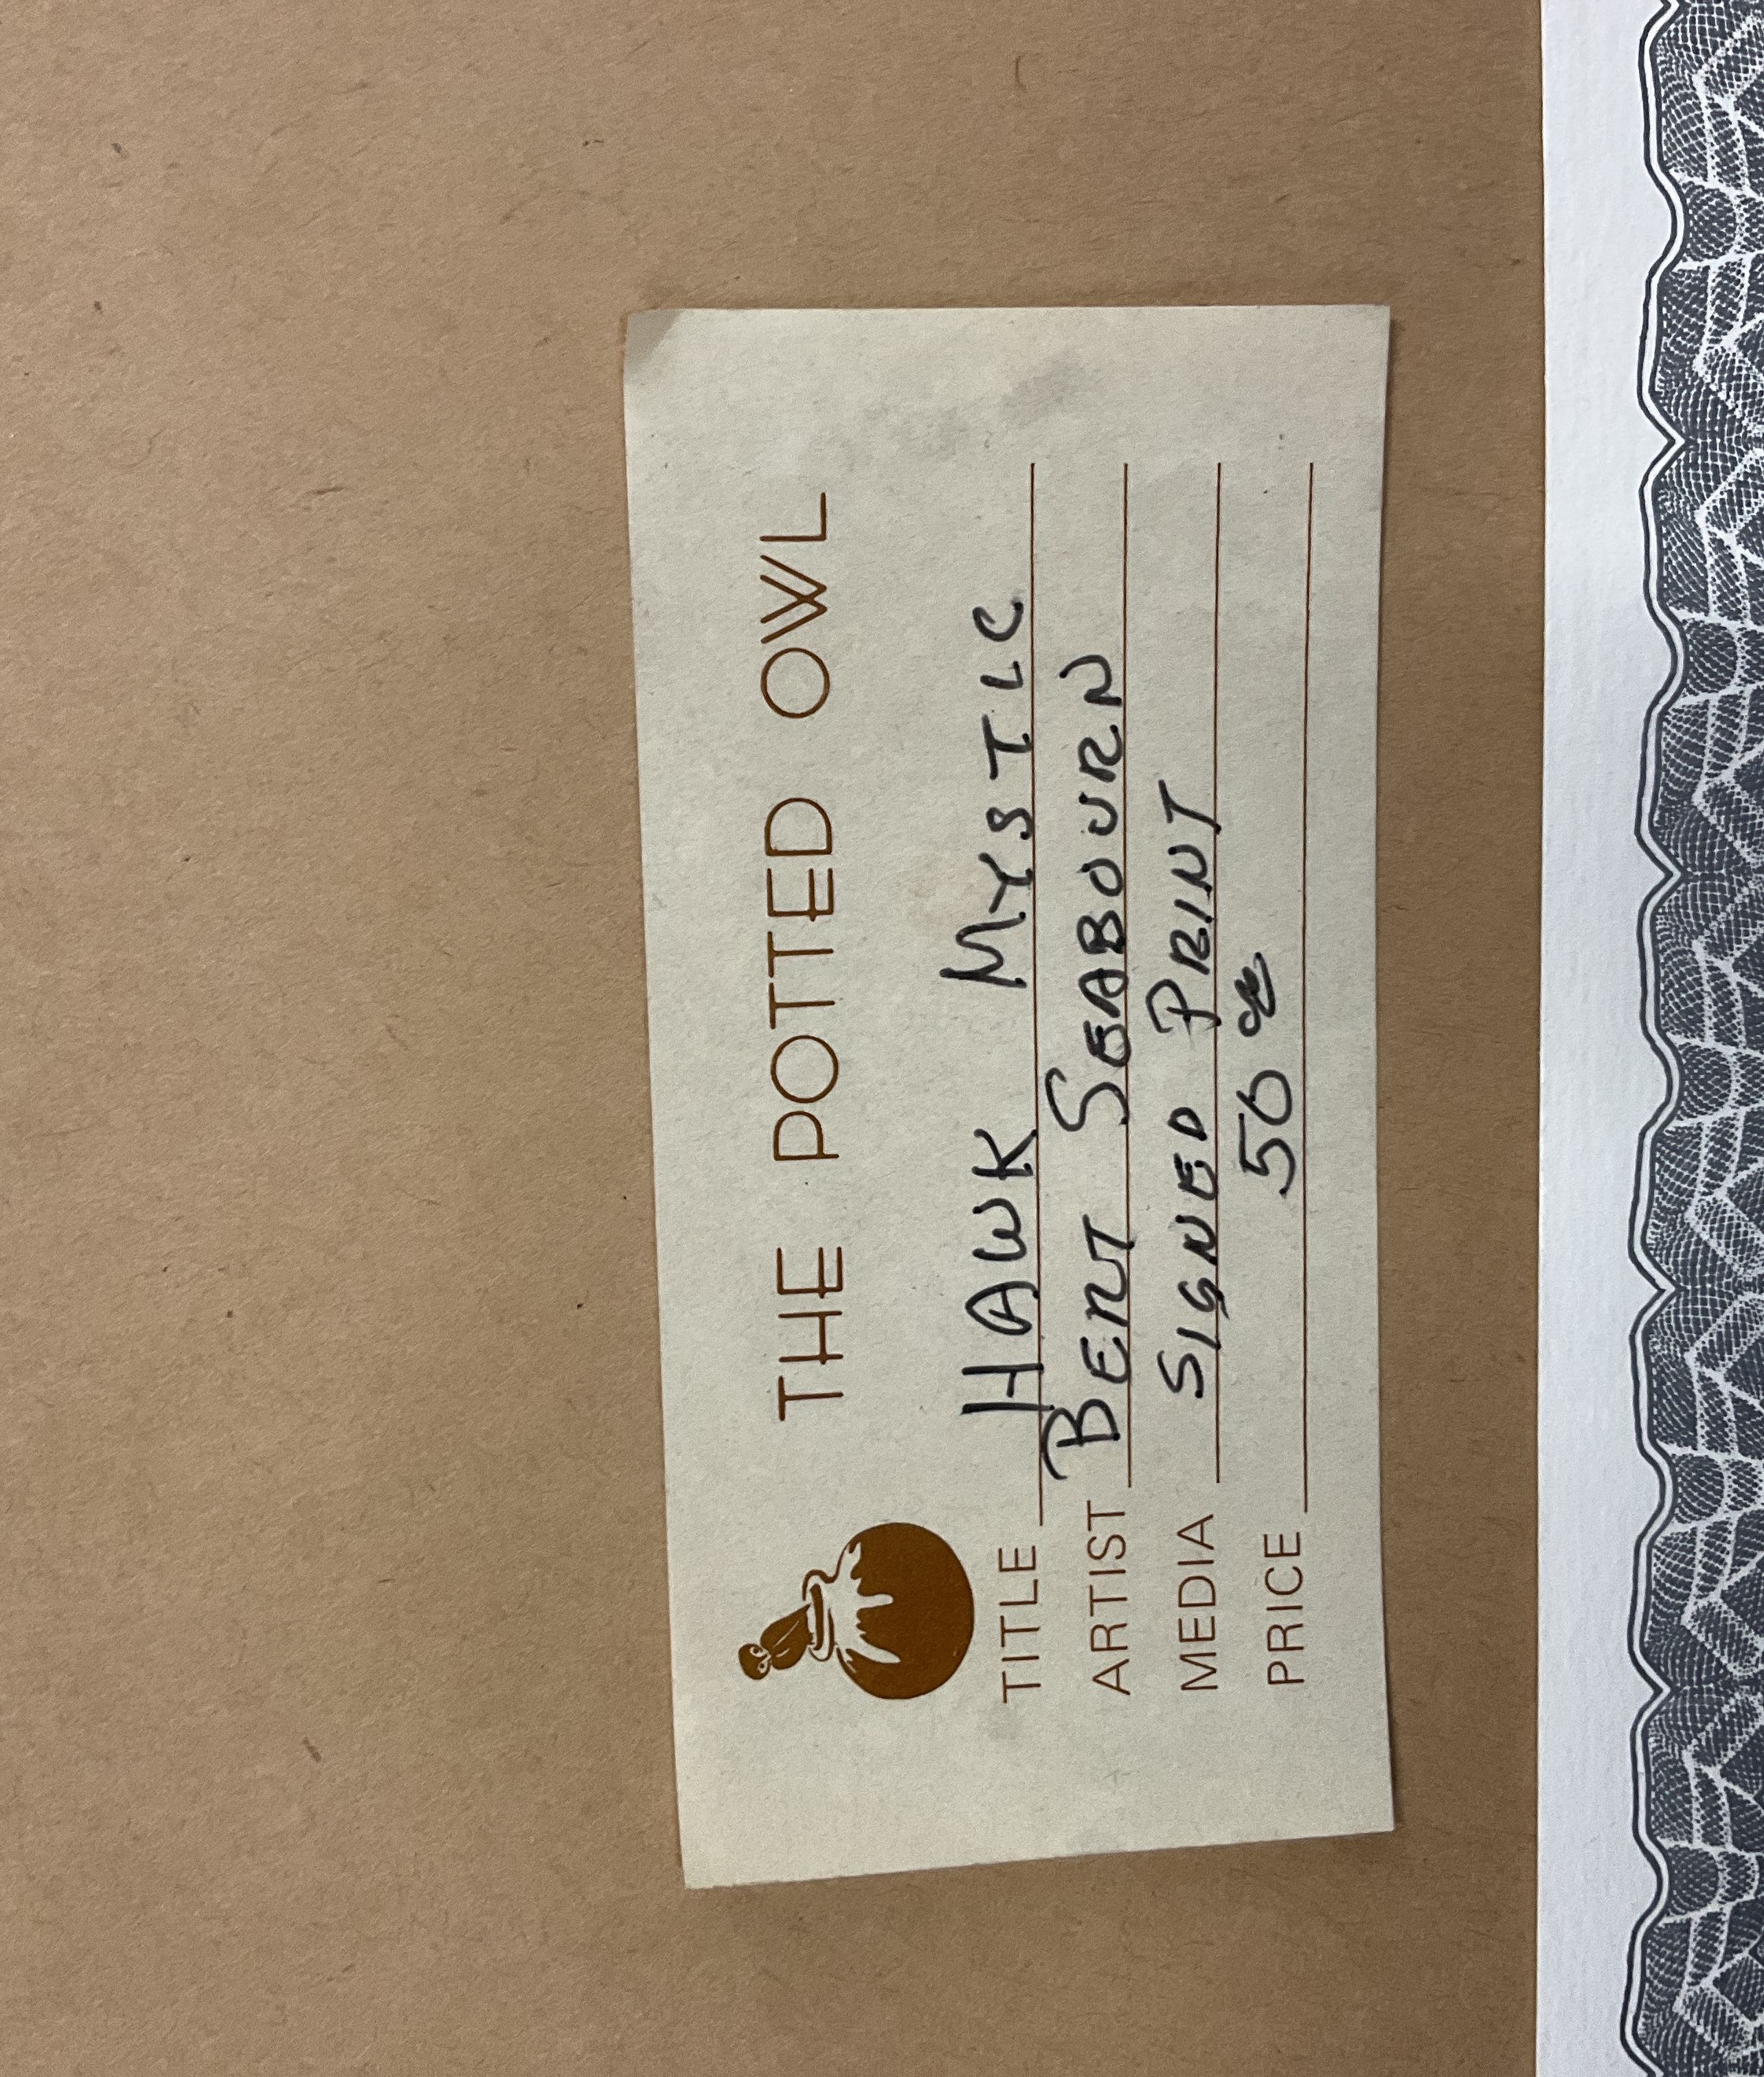 THE POTTED OWL
TITLE HAWK MYSTIC
ARTIST BERT SEABOURN
MEDIA SIGNED PRINT
PRICE 50